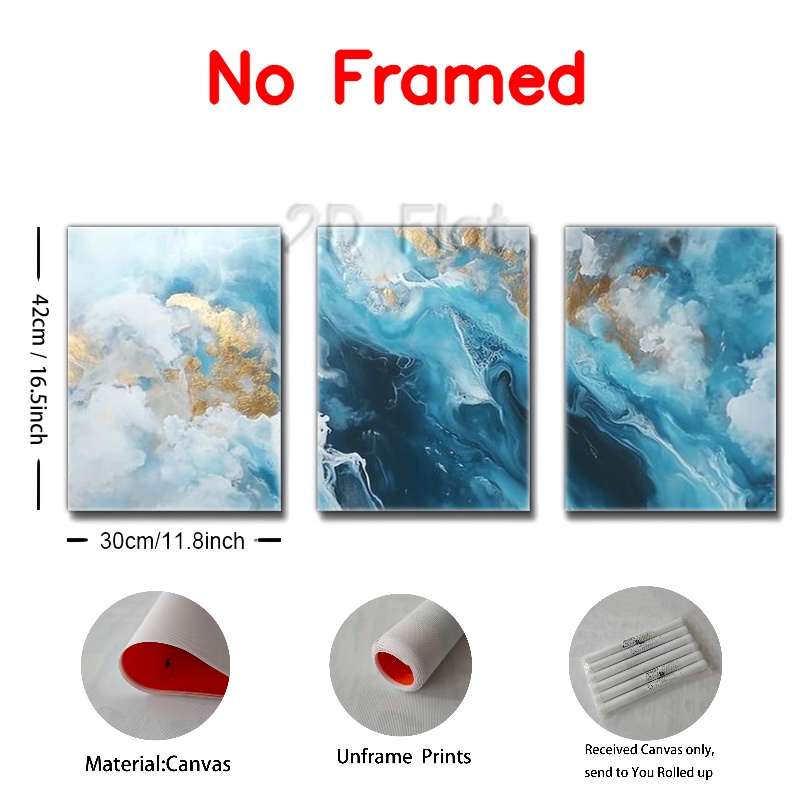 No Framed
2D Flat
42cm / 16.5inch
30cm/11.8inch
Material:Canvas
Unframe Prints
Received Canvas only,
send to You Rolled up